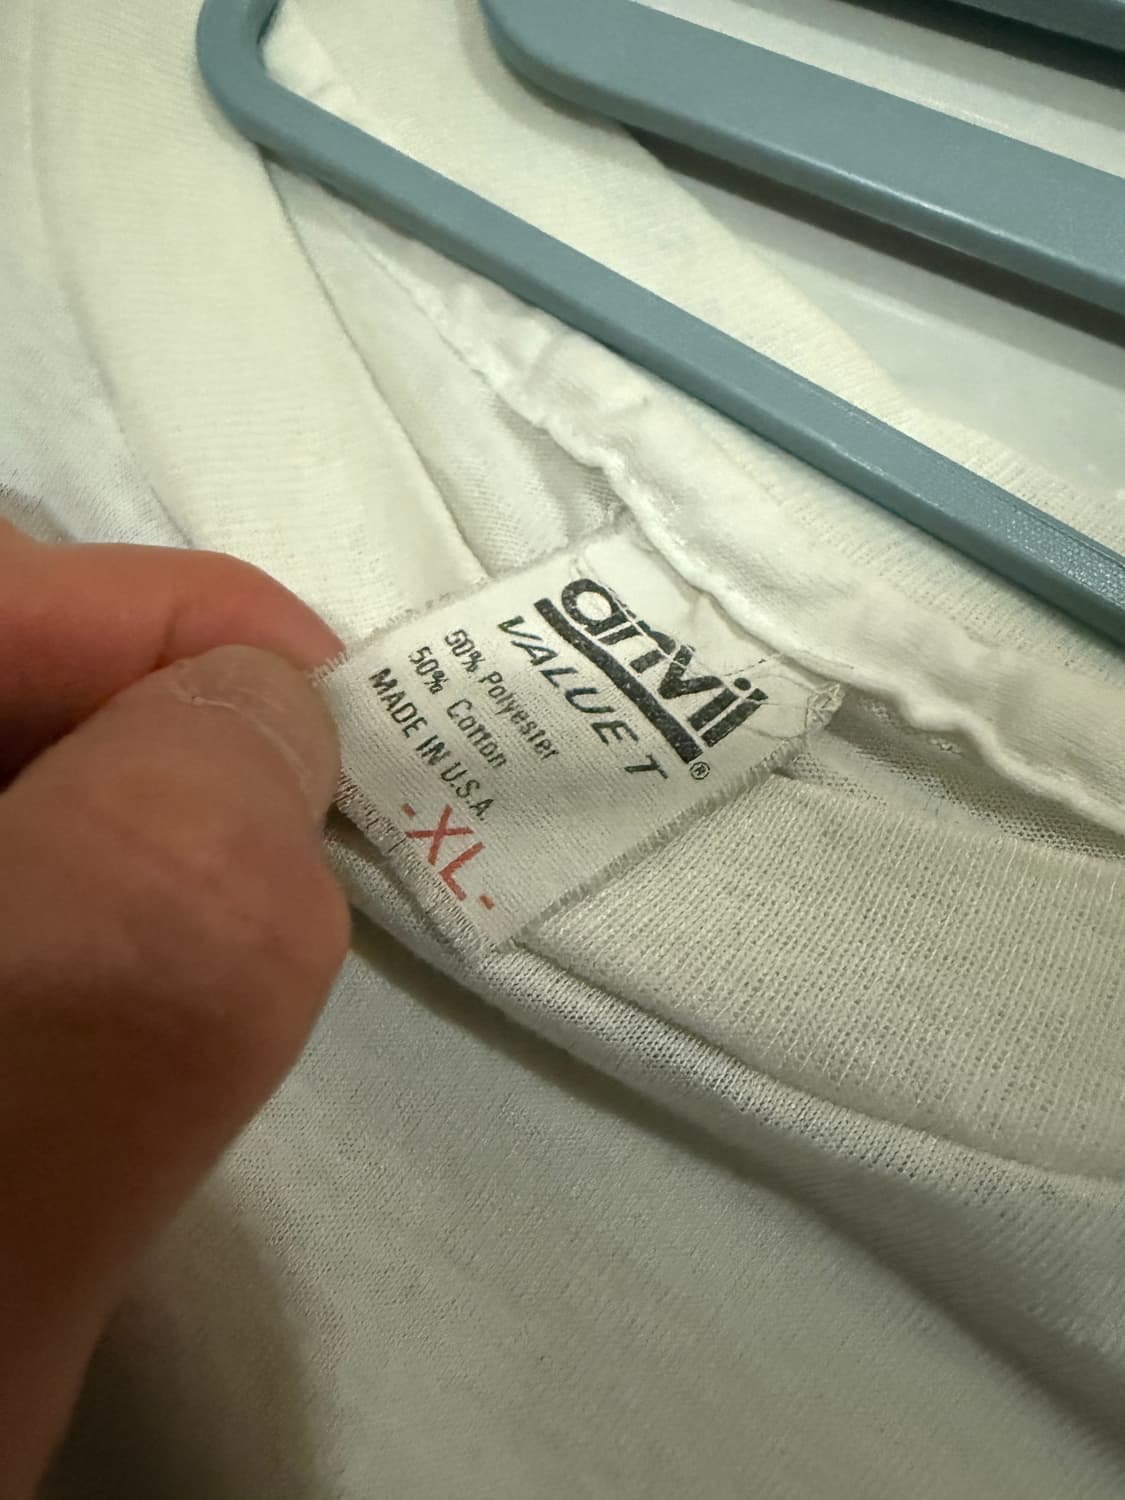 anvil®
VALUE T
50% Polyester
50% Cotton
MADE IN U.S.A.
-XL-